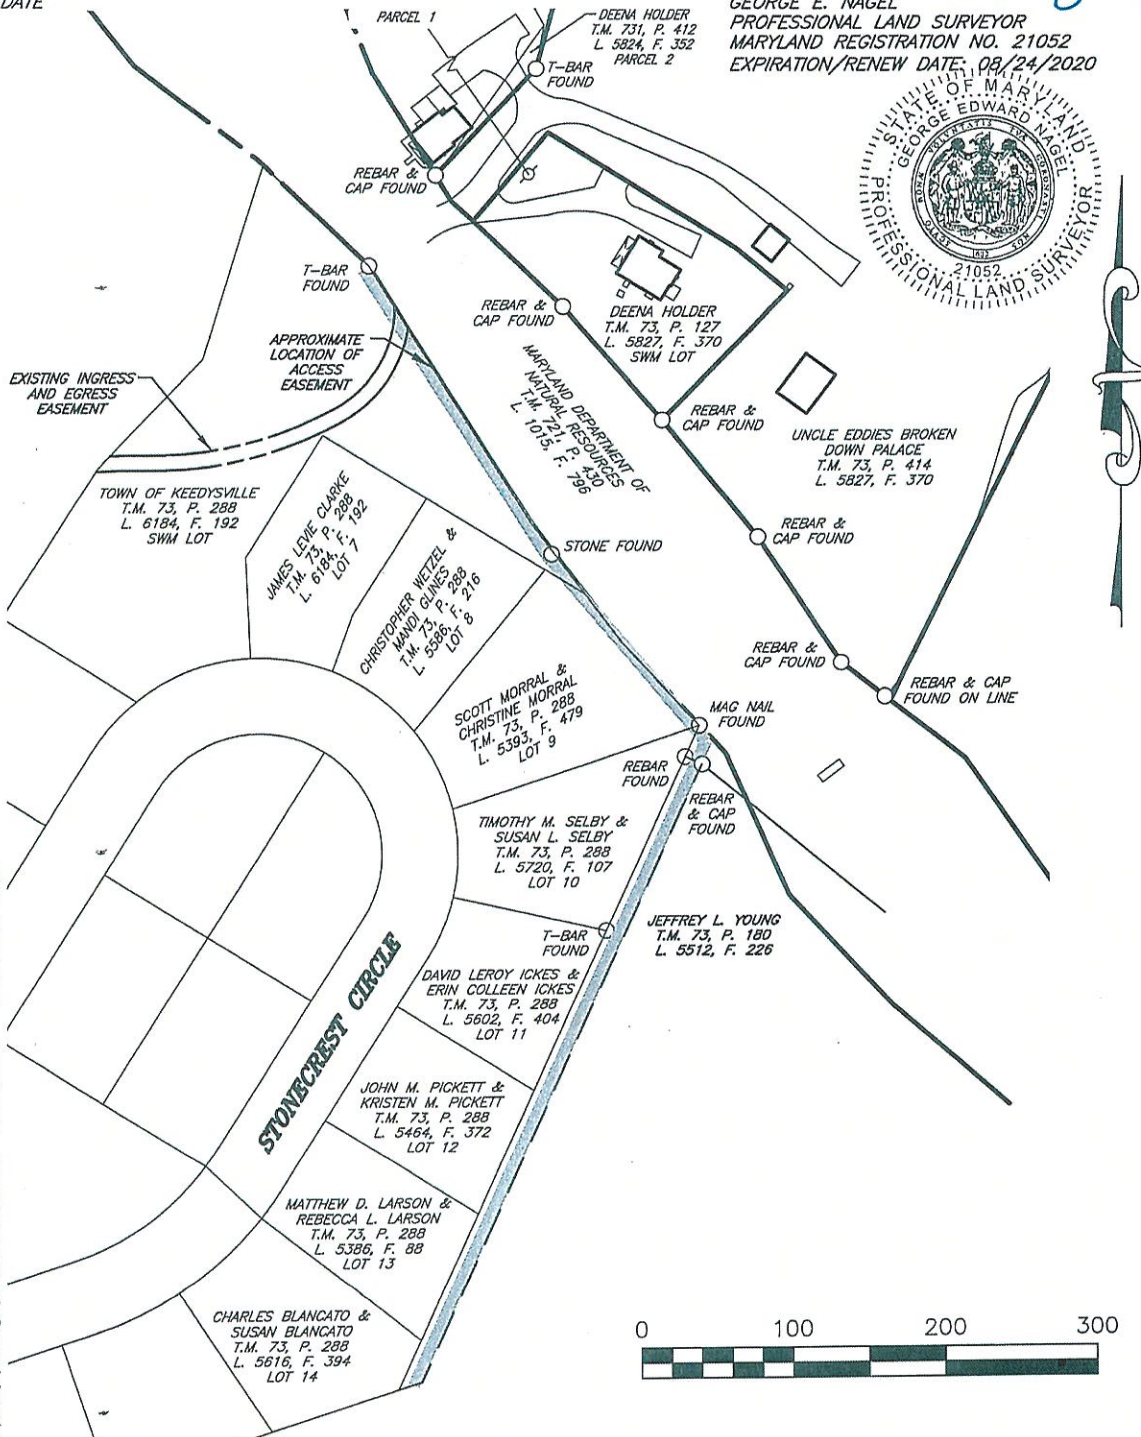 DATE
GEORGE E. NAGEL
PROFESSIONAL LAND SURVEYOR
MARYLAND REGISTRATION NO. 21052
EXPIRATION/RENEW DATE: 08/24/2020
STATE OF MARYLAND
GEORGE EDWARD NAGEL
21052
PROFESSIONAL LAND SURVEYOR
PARCEL 1
DEENA HOLDER
T.M. 731, P. 412
L. 5824, F. 352
PARCEL 2
T-BAR
FOUND
REBAR &
CAP FOUND
T-BAR
FOUND
REBAR &
CAP FOUND
DEENA HOLDER
T.M. 73, P. 127
L. 5827, F. 370
SWM LOT
APPROXIMATE
LOCATION OF
ACCESS
EASEMENT
EXISTING INGRESS
AND EGRESS
EASEMENT
MARYLAND DEPARTMENT OF
NATURAL RESOURCES
T.M. 721, P. 430
L. 1015, F. 796
REBAR &
CAP FOUND
UNCLE EDDIES BROKEN
DOWN PALACE
T.M. 73, P. 414
L. 5827, F. 370
TOWN OF KEEDYSVILLE
T.M. 73, P. 288
L. 6184, F. 192
SWM LOT
JAMES LEVIE CLARKE
T.M. 73, P. 288
L. 6184, F. 192
LOT 7
REBAR &
CAP FOUND
STONE FOUND
CHRISTOPHER WETZEL &
MANDI GLINES
T.M. 73, P. 288
L. 5586, F. 216
LOT 8
REBAR &
CAP FOUND
REBAR & CAP
FOUND ON LINE
SCOTT MORRAL &
CHRISTINE MORRAL
T.M. 73, P. 288
L. 5393, F. 479
LOT 9
MAG NAIL
FOUND
REBAR
FOUND
REBAR
& CAP
FOUND
TIMOTHY M. SELBY &
SUSAN L. SELBY
T.M. 73, P. 288
L. 5720, F. 107
LOT 10
T-BAR
FOUND
JEFFREY L. YOUNG
T.M. 73, P. 180
L. 5512, F. 226
DAVID LEROY ICKES &
ERIN COLLEEN ICKES
T.M. 73, P. 288
L. 5602, F. 404
LOT 11
STONECREST CIRCLE
JOHN M. PICKETT &
KRISTEN M. PICKETT
T.M. 73, P. 288
L. 5464, F. 372
LOT 12
MATTHEW D. LARSON &
REBECCA L. LARSON
T.M. 73, P. 288
L. 5386, F. 88
LOT 13
CHARLES BLANCATO &
SUSAN BLANCATO
T.M. 73, P. 288
L. 5616, F. 394
LOT 14
0 100 200 300